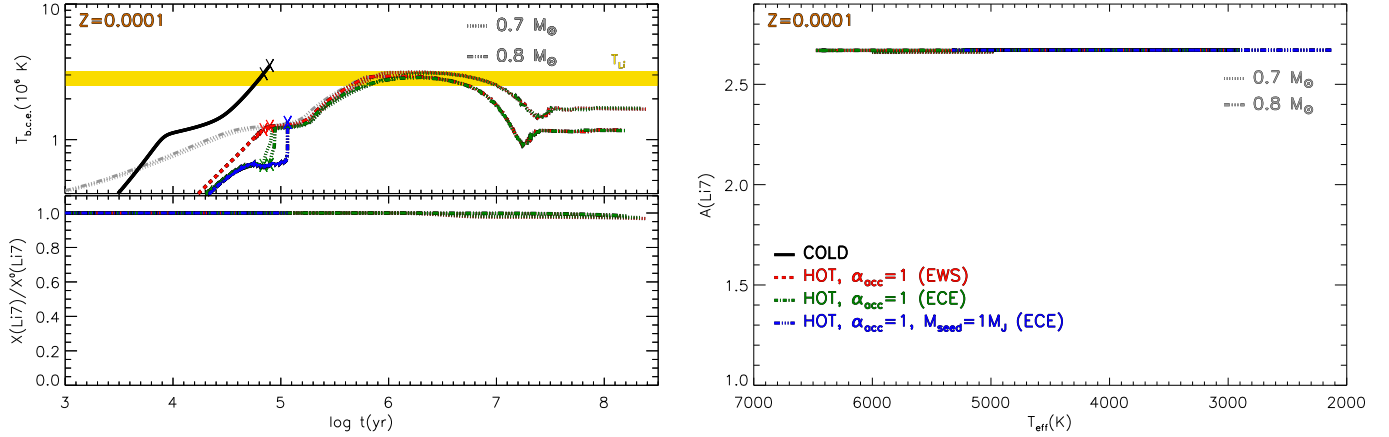 Z=0.0001
0.7 M⊙
0.8 M⊙
T_Li
10
1
T_b.c.e.(10⁶ K)
1.0
0.8
0.6
0.4
0.2
0.0
X(Li7)/X⁰(Li7)
3 4 5 6 7 8
log t(yr)
Z=0.0001
0.7 M⊙
0.8 M⊙
COLD
HOT, α_acc=1 (EWS)
HOT, α_acc=1 (ECE)
HOT, α_acc=1, M_seed=1M_J (ECE)
2.5
2.0
1.5
1.0
A(Li7)
7000 6000 5000 4000 3000 2000
T_eff(K)